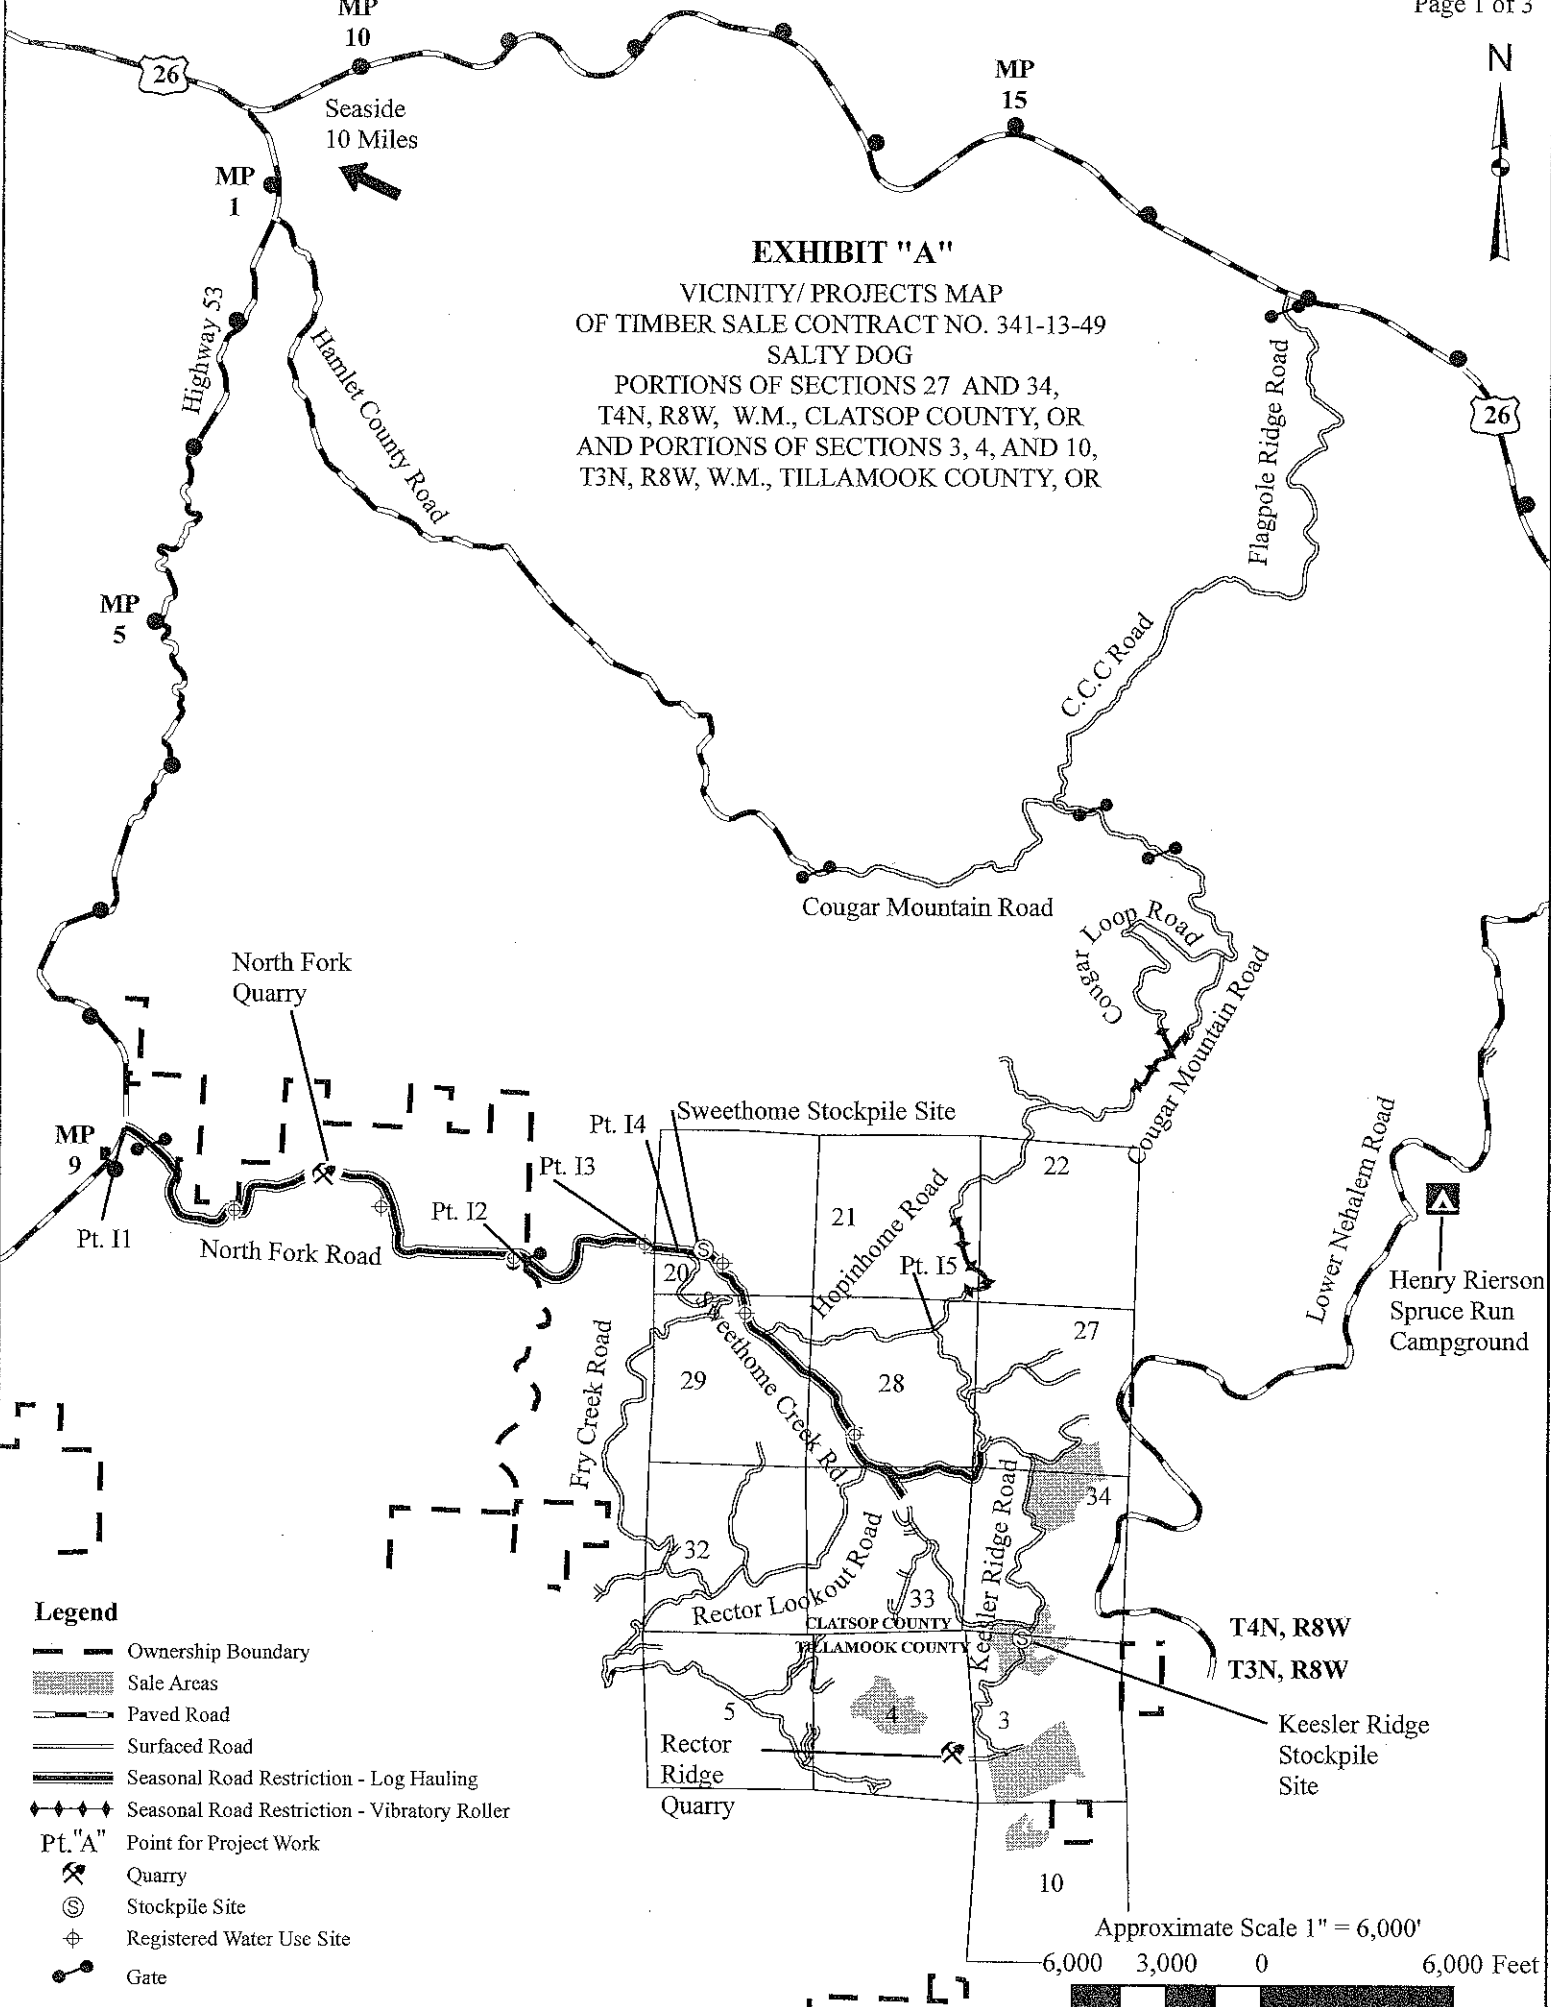 Page 1 of 3
MP
10
26
Seaside
10 Miles
MP
15
N
MP
1
EXHIBIT "A"
VICINITY/ PROJECTS MAP
OF TIMBER SALE CONTRACT NO. 341-13-49
SALTY DOG
PORTIONS OF SECTIONS 27 AND 34,
T4N, R8W, W.M., CLATSOP COUNTY, OR
AND PORTIONS OF SECTIONS 3, 4, AND 10,
T3N, R8W, W.M., TILLAMOOK COUNTY, OR
Highway 53
Hamlet County Road
Flagpole Ridge Road
26
MP
5
C.C.C Road
Cougar Mountain Road
Cougar Loop Road
Cougar Mountain Road
North Fork
Quarry
MP
9
Pt. I1
North Fork Road
Pt. I2
Pt. I3
Pt. I4
Sweethome Stockpile Site
22
21
20
Hopinhome Road
Pt. I5
Lower Nehalem Road
Henry Rierson
Spruce Run
Campground
27
28
29
Sweethome Creek Rd.
Fry Creek Road
34
Keesler Ridge Road
32
Rector Lookout Road
33
CLATSOP COUNTY
TILLAMOOK COUNTY
T4N, R8W
T3N, R8W
5
4
3
Rector
Ridge
Quarry
Keesler Ridge
Stockpile
Site
10
Legend
Ownership Boundary
Sale Areas
Paved Road
Surfaced Road
Seasonal Road Restriction - Log Hauling
Seasonal Road Restriction - Vibratory Roller
Pt."A" Point for Project Work
Quarry
S Stockpile Site
Registered Water Use Site
Gate
Approximate Scale 1" = 6,000'
6,000 3,000 0 6,000 Feet
S
S